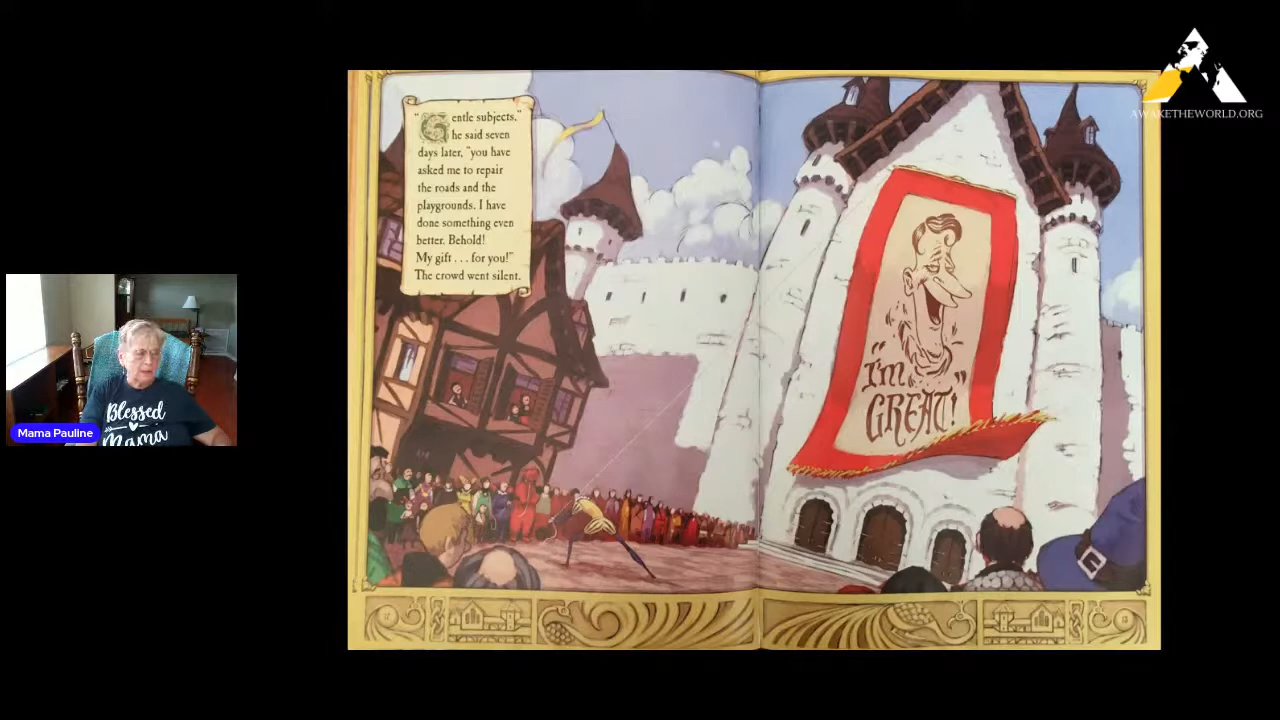 AWAKETHEWORLD.ORG
"Gentle subjects,"
he said seven
days later, "you have
asked me to repair
the roads and the
playgrounds. I have
done something even
better. Behold!
My gift . . . for you!"
The crowd went silent.
"I'm
GREAT!"
Blessed
Mama
Mama Pauline